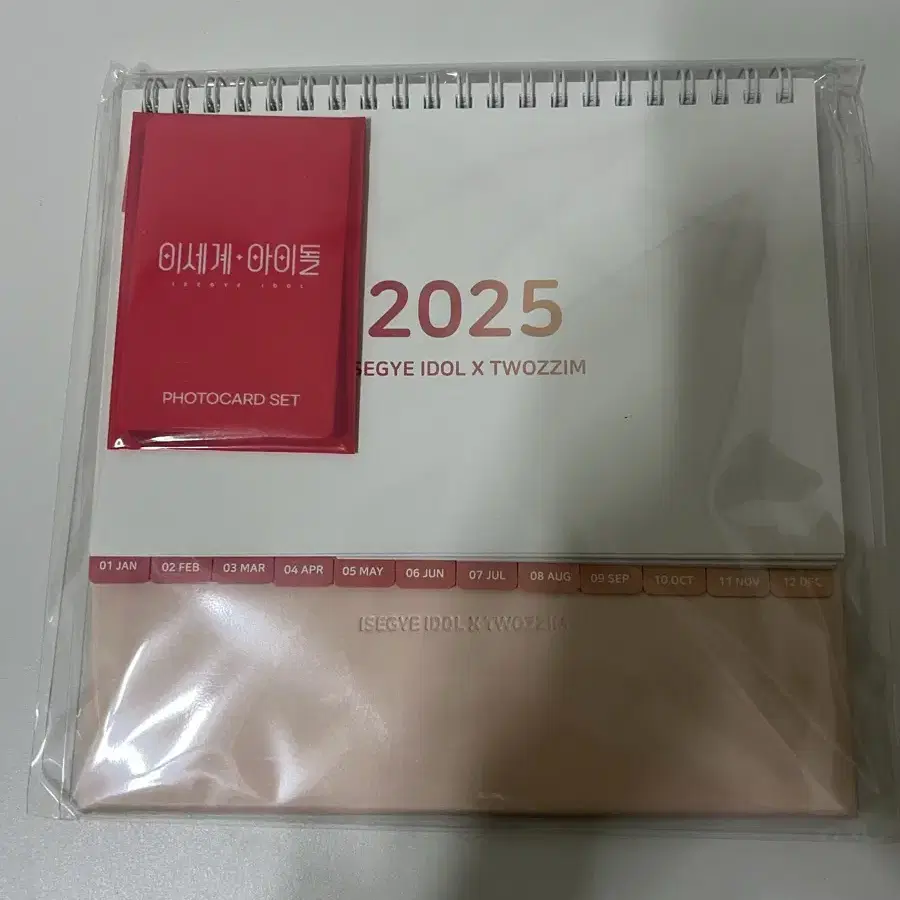 이세계·아이돌
ISEGYE IDOL
PHOTOCARD SET
2025
ISEGYE IDOL X TWOZZIM
01 JAN 02 FEB 03 MAR 04 APR 05 MAY 06 JUN 07 JUL 08 AUG 09 SEP 10 OCT 11 NOV 12 DEC
ISEGYE IDOL X TWOZZIM